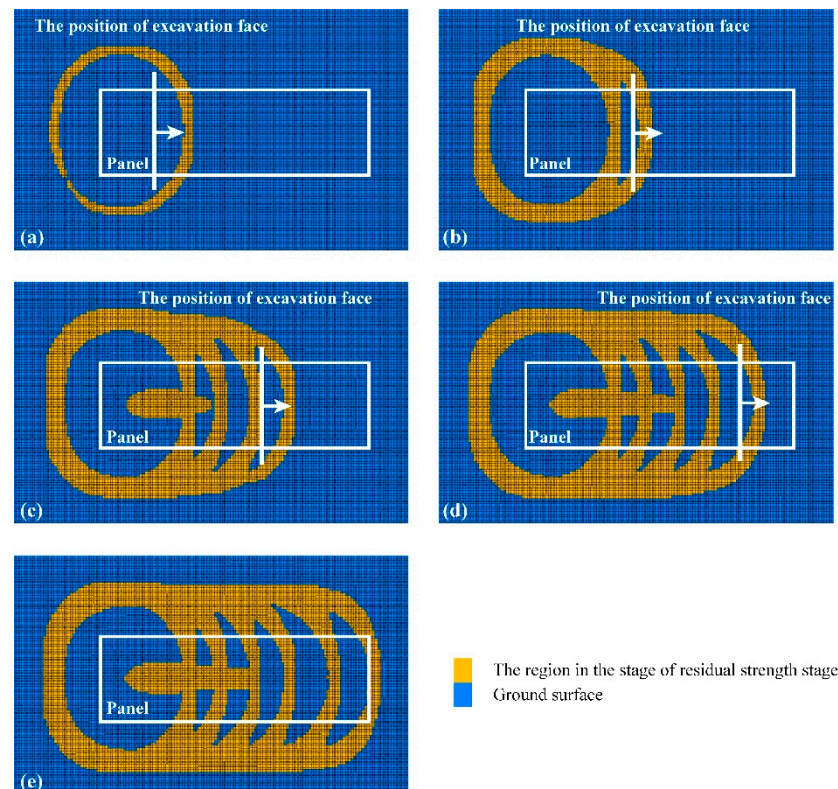 The position of excavation face
Panel
(a)
The position of excavation face
Panel
(b)
The position of excavation face
Panel
(c)
The position of excavation face
Panel
(d)
Panel
(e)
The region in the stage of residual strength stage
Ground surface